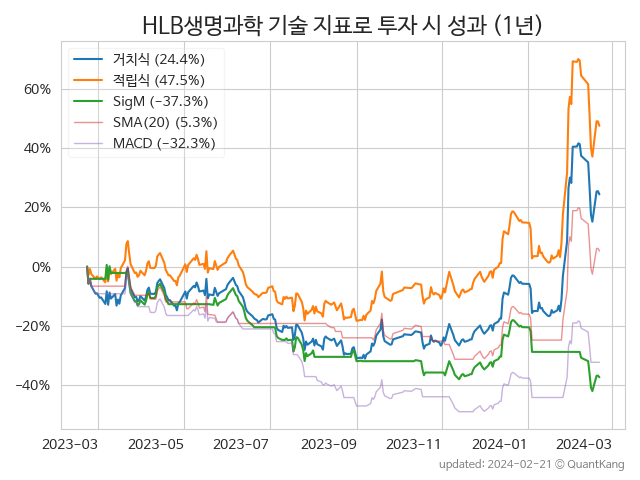 HLB생명과학 기술 지표로 투자 시 성과 (1년)
거치식 (24.4%)
적립식 (47.5%)
SigM (−37.3%)
SMA(20) (5.3%)
MACD (−32.3%)
60%
40%
20%
0%
−20%
−40%
2023-03 2023-05 2023-07 2023-09 2023-11 2024-01 2024-03
updated: 2024-02-21 © QuantKang